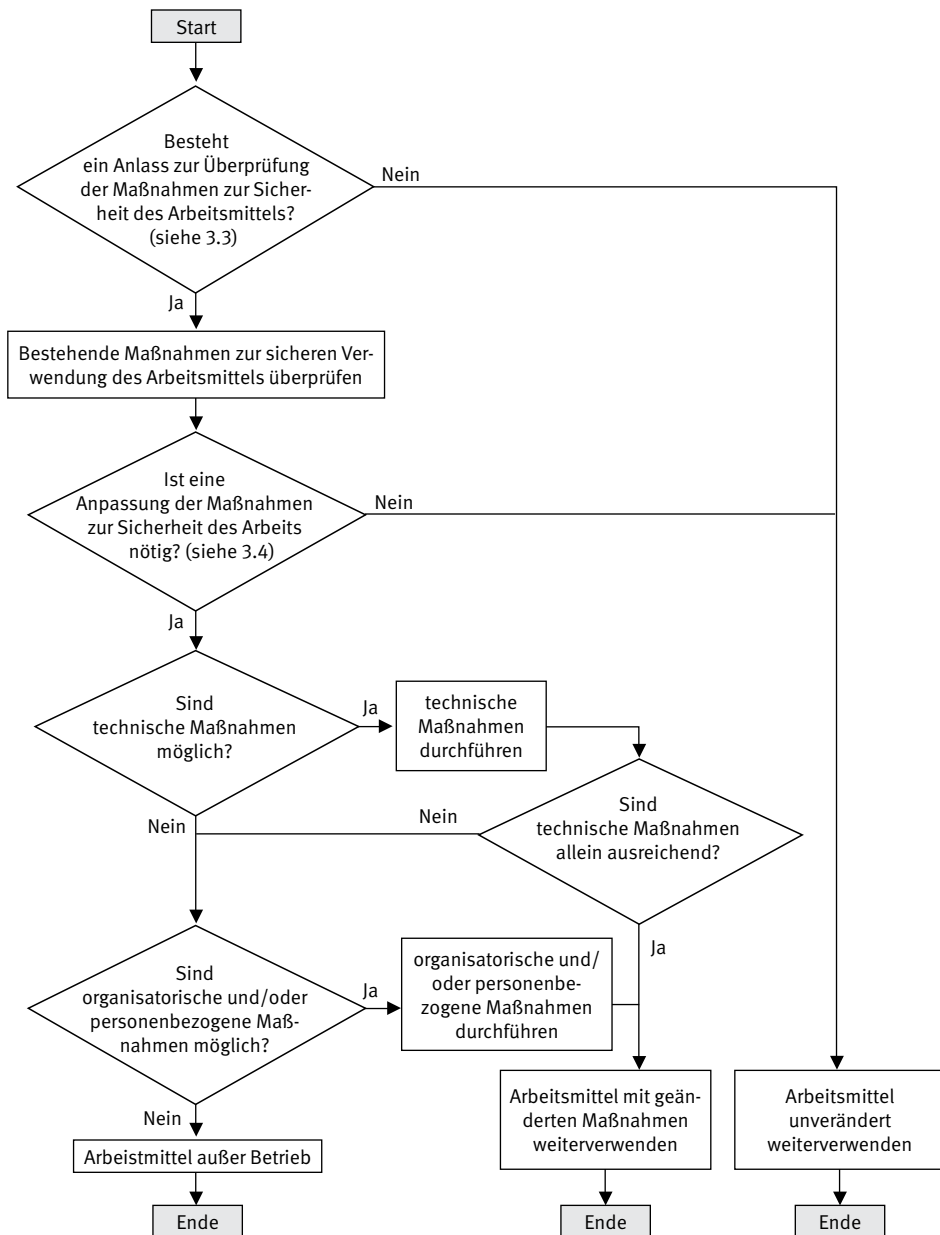 Start
Besteht
ein Anlass zur Überprüfung
der Maßnahmen zur Sicher-
heit des Arbeitsmittels?
(siehe 3.3)
Nein
Ja
Bestehende Maßnahmen zur sicheren Ver-
wendung des Arbeitsmittels überprüfen
Ist eine
Anpassung der Maßnahmen
zur Sicherheit des Arbeits
nötig? (siehe 3.4)
Nein
Ja
Sind
technische Maßnahmen
möglich?
Ja
technische
Maßnahmen
durchführen
Nein
Nein
Sind
technische Maßnahmen
allein ausreichend?
Ja
Sind
organisatorische und/oder
personenbezogene Maß-
nahmen möglich?
Ja
organisatorische und/
oder personenbe-
zogene Maßnahmen
durchführen
Nein
Arbeistmittel außer Betrieb
Arbeitsmittel mit geän-
derten Maßnahmen
weiterverwenden
Arbeitsmittel
unverändert
weiterverwenden
Ende
Ende
Ende